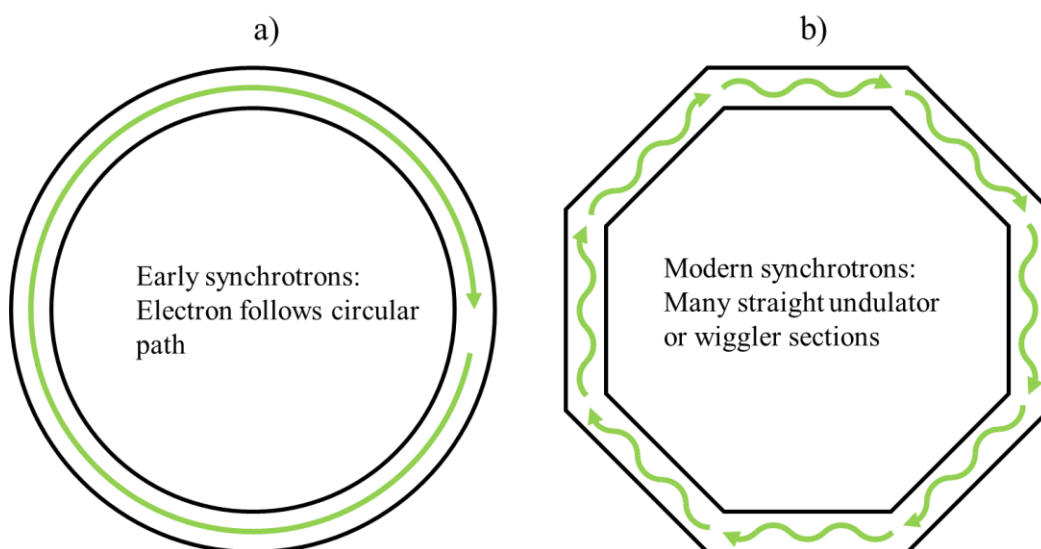 a)
b)
Early synchrotrons:
Electron follows circular
path
Modern synchrotrons:
Many straight undulator
or wiggler sections